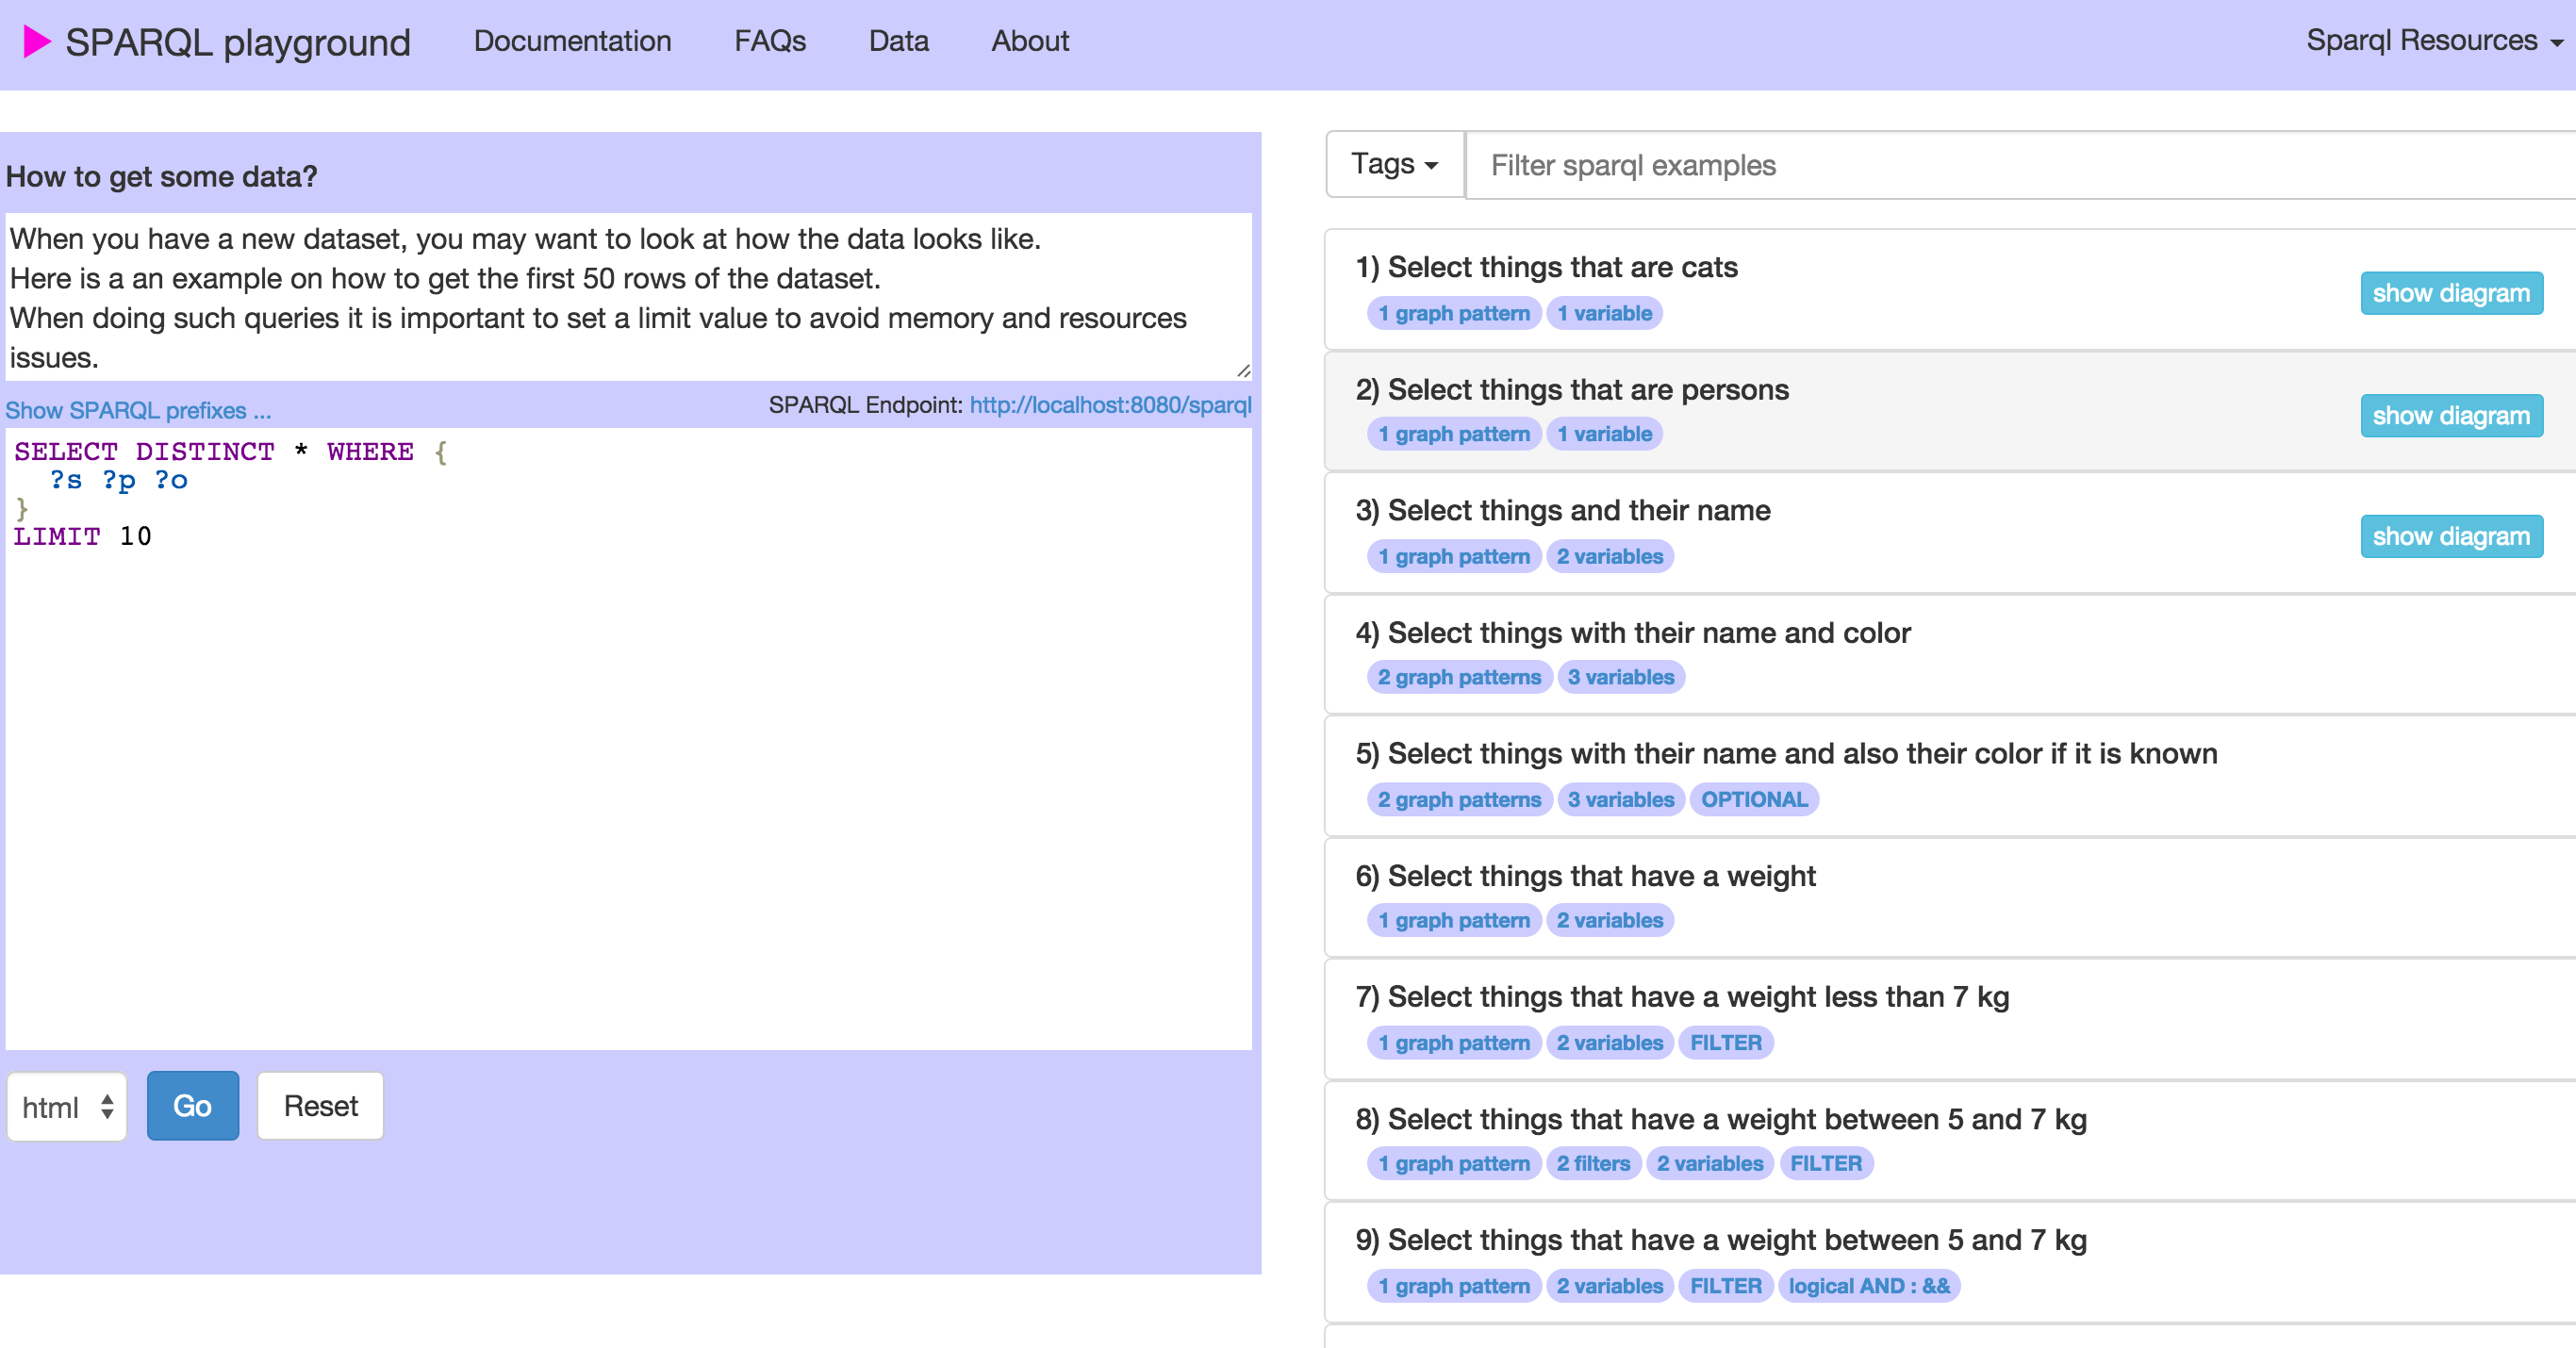 SPARQL playground Documentation FAQs Data About Sparql Resources
How to get some data?
When you have a new dataset, you may want to look at how the data looks like.
Here is a an example on how to get the first 50 rows of the dataset.
When doing such queries it is important to set a limit value to avoid memory and resources
issues.
Show SPARQL prefixes ... SPARQL Endpoint: http://localhost:8080/sparql
SELECT DISTINCT * WHERE {
?s ?p ?o
}
LIMIT 10
html Go Reset
Tags Filter sparql examples
1) Select things that are cats
1 graph pattern 1 variable
show diagram
2) Select things that are persons
1 graph pattern 1 variable
show diagram
3) Select things and their name
1 graph pattern 2 variables
show diagram
4) Select things with their name and color
2 graph patterns 3 variables
5) Select things with their name and also their color if it is known
2 graph patterns 3 variables OPTIONAL
6) Select things that have a weight
1 graph pattern 2 variables
7) Select things that have a weight less than 7 kg
1 graph pattern 2 variables FILTER
8) Select things that have a weight between 5 and 7 kg
1 graph pattern 2 filters 2 variables FILTER
9) Select things that have a weight between 5 and 7 kg
1 graph pattern 2 variables FILTER logical AND : &&